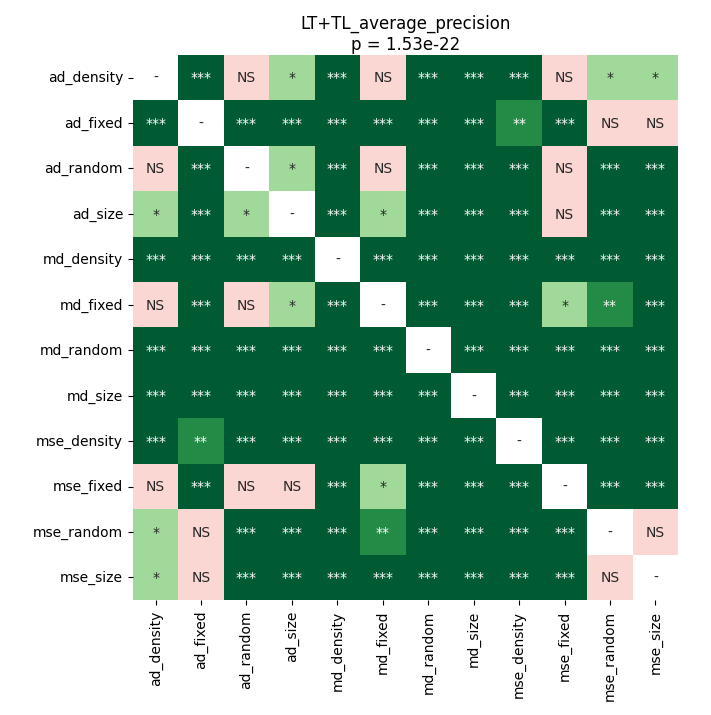 LT+TL_average_precision
p = 1.53e-22
ad_density - *** NS * *** NS *** *** *** NS * *
ad_fixed *** - *** *** *** *** *** *** ** *** NS NS
ad_random NS *** - * *** NS *** *** *** NS *** ***
ad_size * *** * - *** * *** *** *** NS *** ***
md_density *** *** *** *** - *** *** *** *** *** *** ***
md_fixed NS *** NS * *** - *** *** *** * ** ***
md_random *** *** *** *** *** *** - *** *** *** *** ***
md_size *** *** *** *** *** *** *** - *** *** *** ***
mse_density *** ** *** *** *** *** *** *** - *** *** ***
mse_fixed NS *** NS NS *** * *** *** *** - *** ***
mse_random * NS *** *** *** ** *** *** *** *** - NS
mse_size * NS *** *** *** *** *** *** *** *** NS -
ad_density
ad_fixed
ad_random
ad_size
md_density
md_fixed
md_random
md_size
mse_density
mse_fixed
mse_random
mse_size